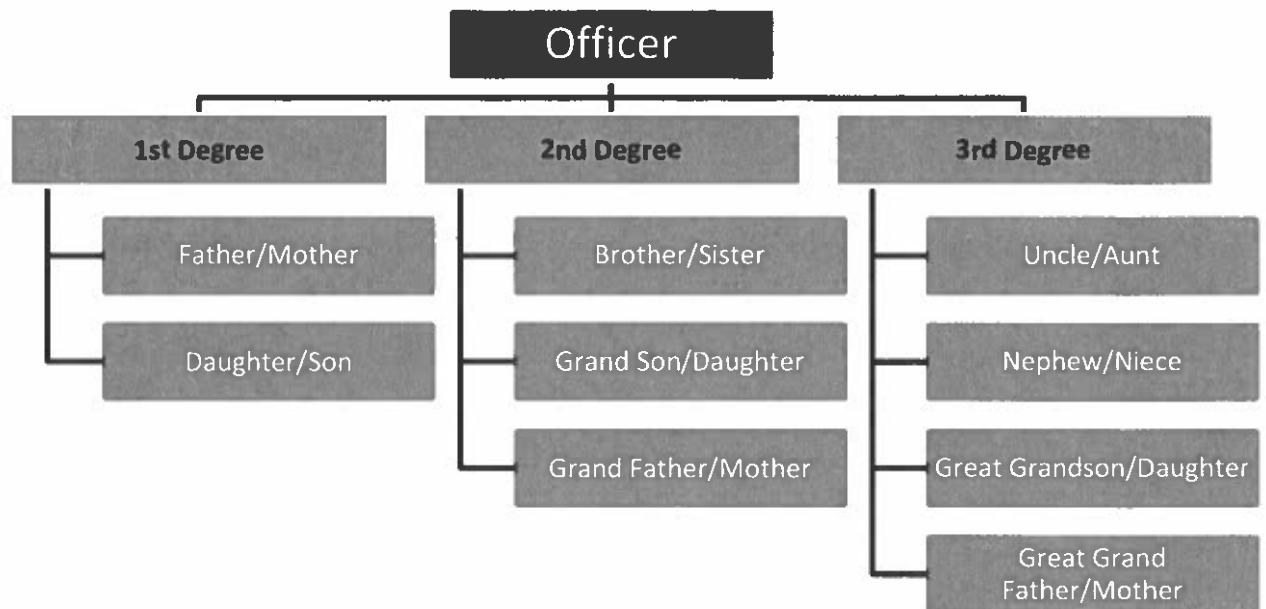 Officer
1st Degree
Father/Mother
Daughter/Son
2nd Degree
Brother/Sister
Grand Son/Daughter
Grand Father/Mother
3rd Degree
Uncle/Aunt
Nephew/Niece
Great Grandson/Daughter
Great Grand
Father/Mother